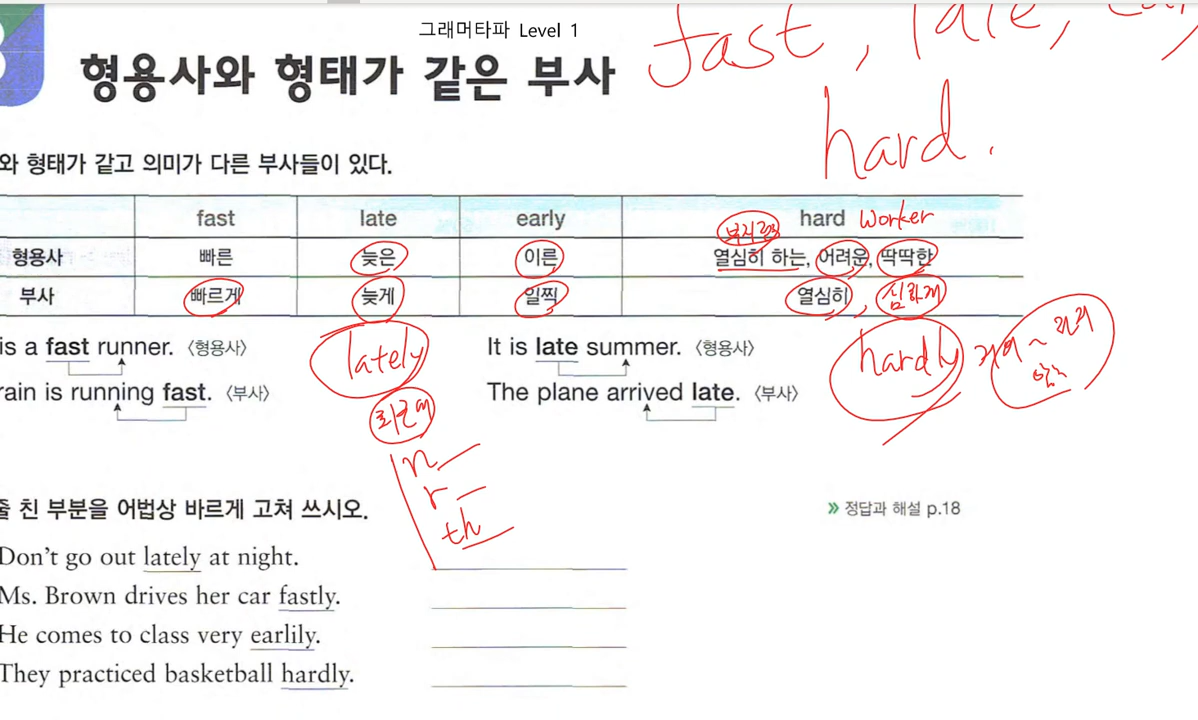 그래머타파 Level 1
fast, late,
형용사와 형태가 같은 부사
hard.
와 형태가 같고 의미가 다른 부사들이 있다.
fast late early hard worker
형용사 빠른 늦은 이른 열심히 하는, 어려운, 딱딱한
부사 빠르게 늦게 일찍 열심히, 심하게
is a fast runner. 〈형용사〉 lately It is late summer. 〈형용사〉 hardly
rain is running fast. 〈부사〉 The plane arrived late. 〈부사〉
최근에
n
r
th
줄 친 부분을 어법상 바르게 고쳐 쓰시오. » 정답과 해설 p.18
Don't go out lately at night.
Ms. Brown drives her car fastly.
He comes to class very earlily.
They practiced basketball hardly.